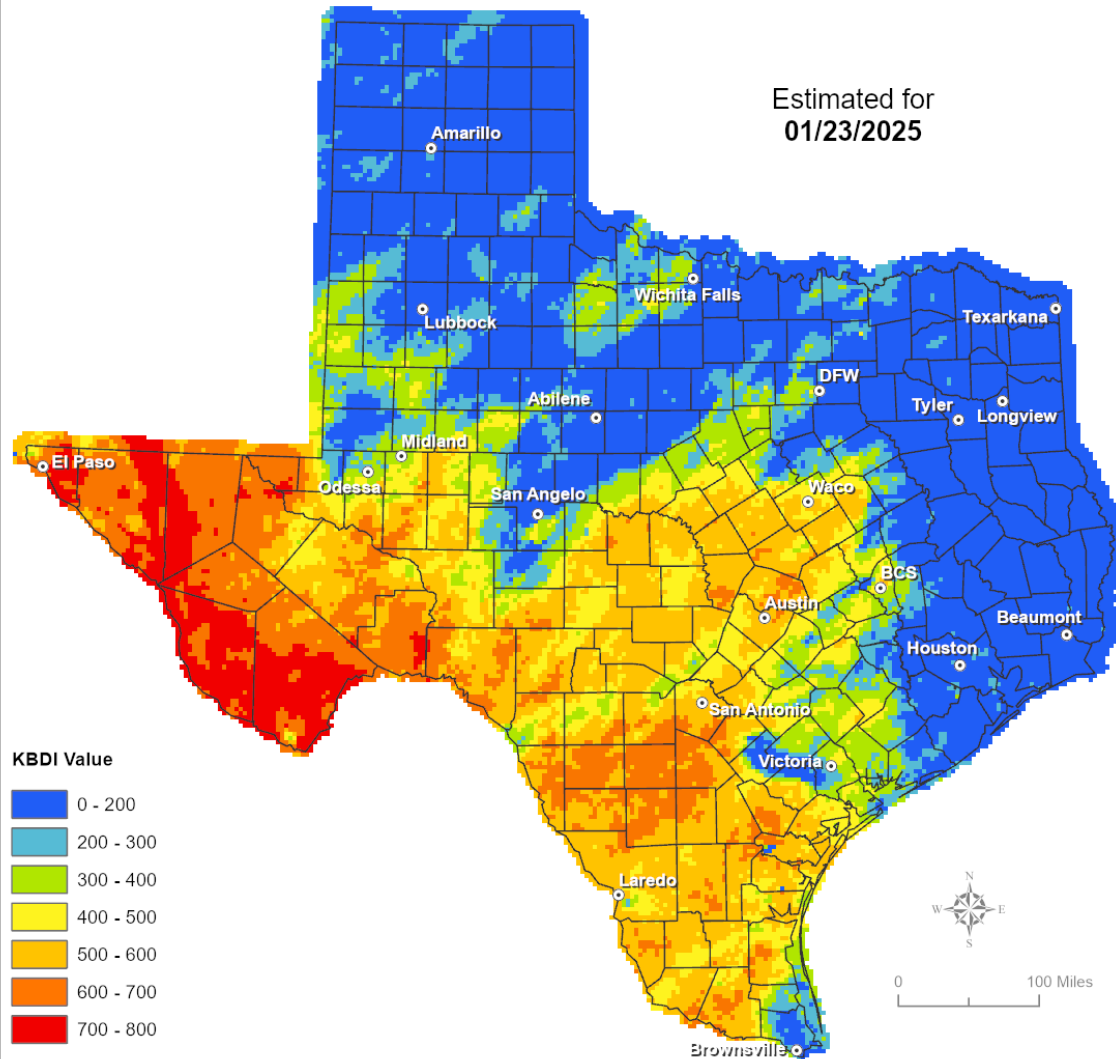 Estimated for
01/23/2025
Amarillo
Wichita Falls
Lubbock
Texarkana
DFW
Abilene
Tyler
Longview
Midland
El Paso
Odessa
San Angelo
Waco
BCS
Austin
Beaumont
Houston
San Antonio
Victoria
KBDI Value
0 - 200
200 - 300
300 - 400
400 - 500
500 - 600
600 - 700
700 - 800
Laredo
N
W E
S
0 100 Miles
Brownsville